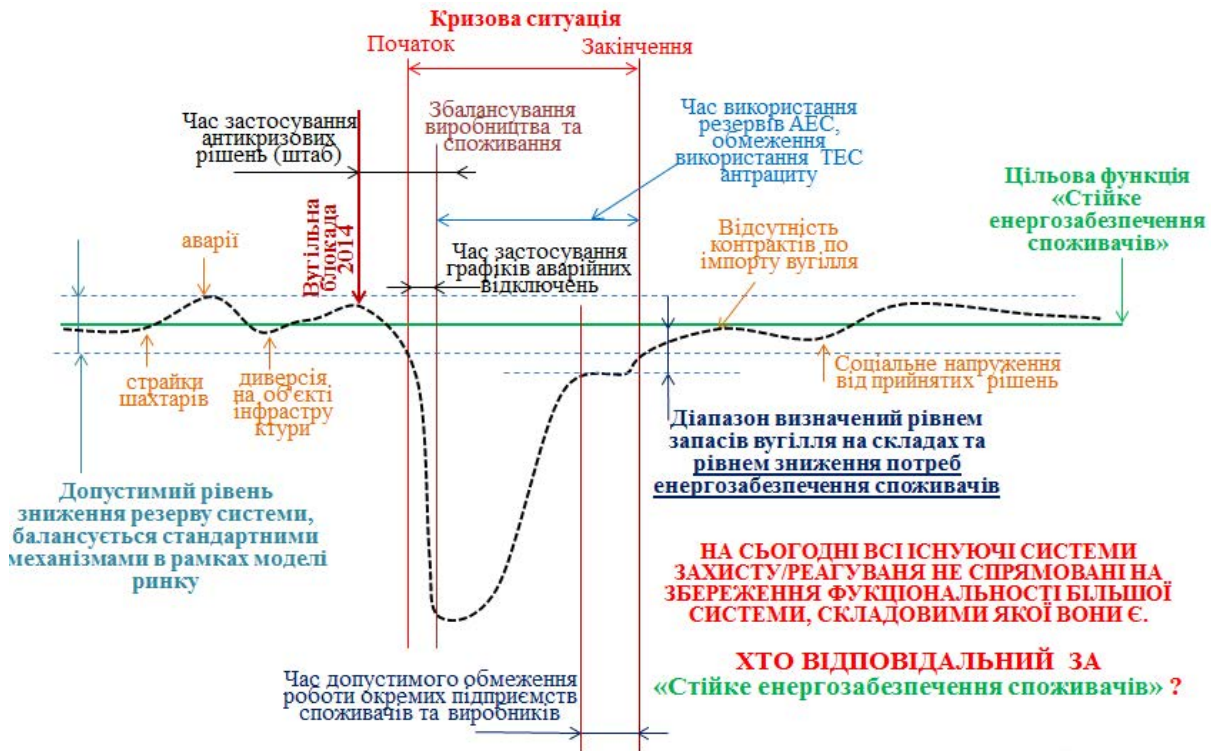 Кризова ситуація
Початок
Закінчення
Час застосування
антикризових
рішень (штаб)
Збалансування
виробництва та
споживання
Час використання
резервів АЕС,
обмеження
використання ТЕС
антрациту
Цільова функція
«Стійке
енергозабезпечення
споживачів»
аварії
Вугільна
блокада
2014
Час застосування
графіків аварійних
відключень
Відсутність
контрактів по
імпорту вугілля
страйки
шахтарів
диверсія
на об'єкті
інфрастру
ктури
Соціальне напруження
від прийнятих рішень
Діапазон визначений рівнем
запасів вугілля на складах та
рівнем зниження потреб
енергозабезпечення споживачів
Допустимий рівень
зниження резерву системи,
балансується стандартними
механізмами в рамках моделі
ринку
НА СЬОГОДНІ ВСІ ІСНУЮЧІ СИСТЕМИ
ЗАХИСТУ/РЕАГУВАНЯ НЕ СПРЯМОВАНІ НА
ЗБЕРЕЖЕННЯ ФУКЦІОНАЛЬНОСТІ БІЛЬШОЇ
СИСТЕМИ, СКЛАДОВИМИ ЯКОЇ ВОНИ Є.
ХТО ВІДПОВІДАЛЬНИЙ ЗА
«Стійке енергозабезпечення споживачів» ?
Час допустимого обмеження
роботи окремих підприємств
споживачів та виробників